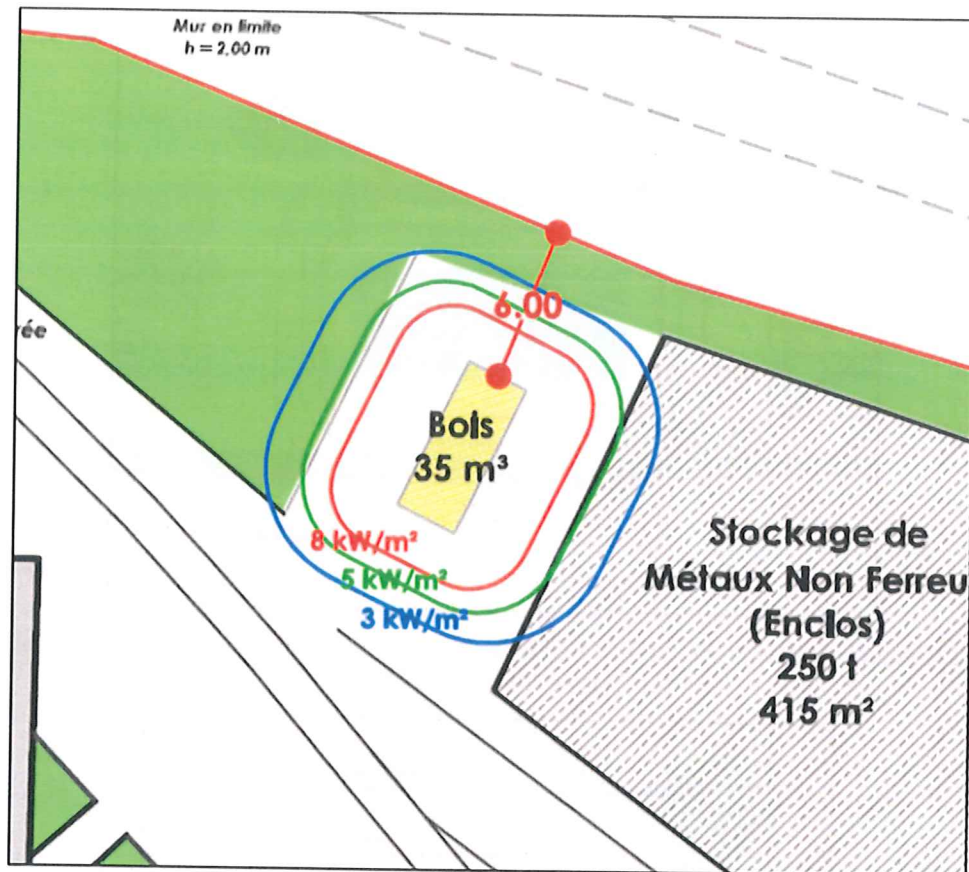 Mur en limite
h = 2,00 m
6.00
rée
Bois
35 m³
8 kW/m²
5 kW/m²
3 kW/m²
Stockage de
Métaux Non Ferreu
(Enclos)
250 t
415 m²